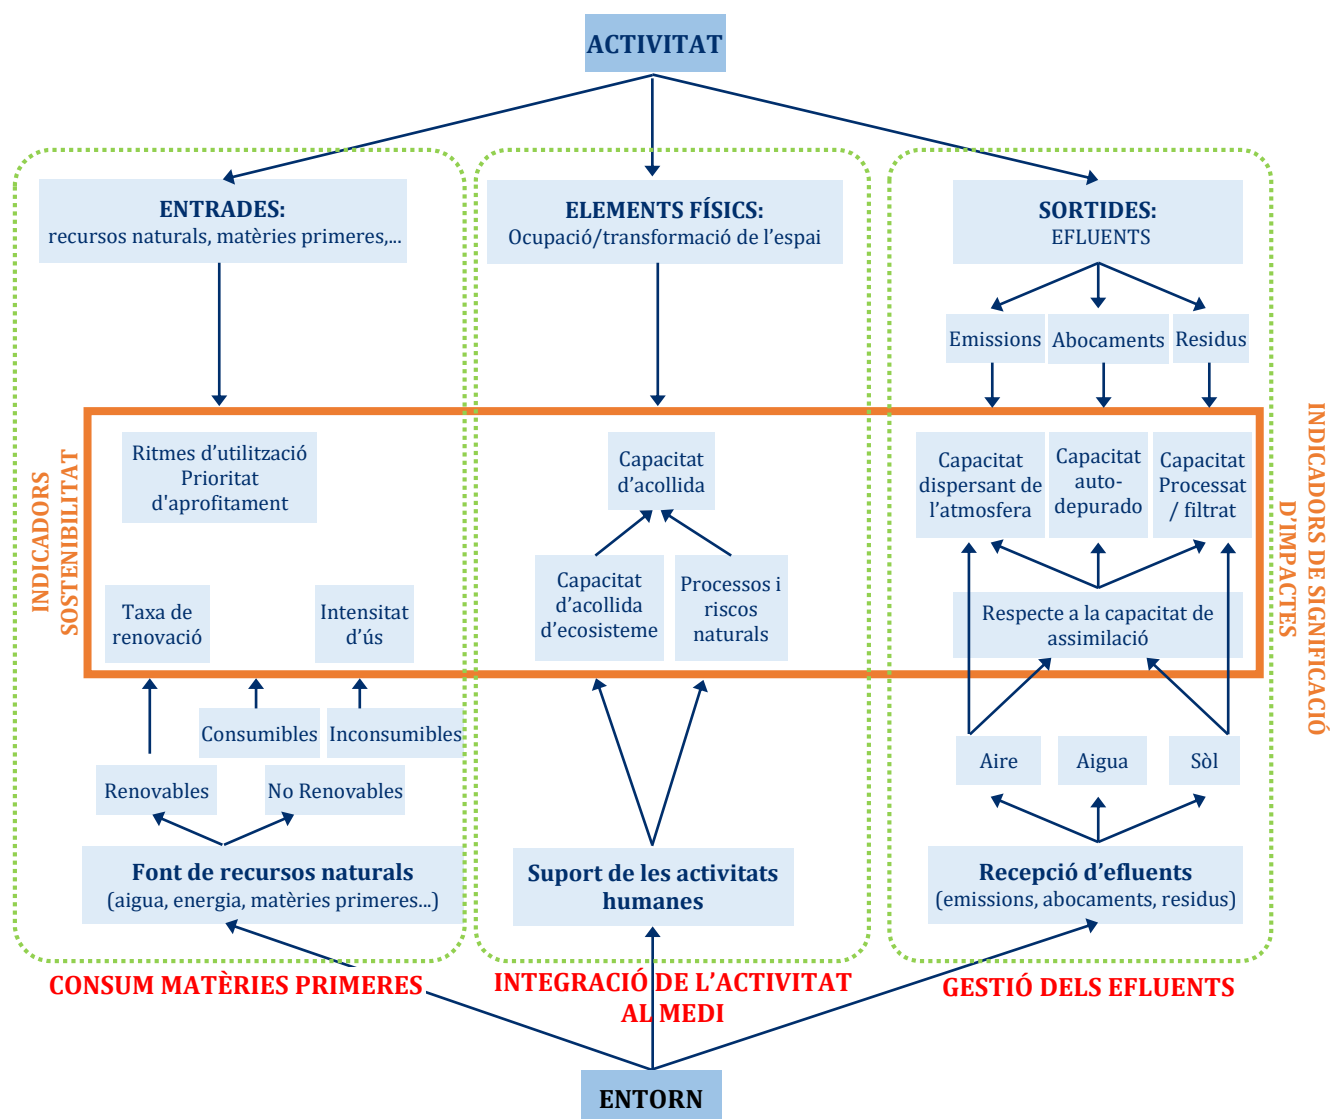 ACTIVITAT
ENTRADES:
recursos naturals, matèries primeres,...
ELEMENTS FÍSICS:
Ocupació/transformació de l'espai
SORTIDES:
EFLUENTS
Emissions
Abocaments
Residus
INDICADORS
SOSTENIBILITAT
Ritmes d'utilització
Prioritat
d'aprofitament
Capacitat
d'acollida
Capacitat
dispersant de
l'atmosfera
Capacitat
auto-
depurado
Capacitat
Processat
/ filtrat
INDICADORS DE SIGNIFICACIÓ
D'IMPACTES
Taxa de
renovació
Intensitat
d'ús
Capacitat
d'acollida
d'ecosisteme
Processos i
riscos
naturals
Respecte a la capacitat de
assimilació
Consumibles
Inconsumibles
Renovables
No Renovables
Aire
Aigua
Sòl
Font de recursos naturals
(aigua, energia, matèries primeres...)
Suport de les activitats
humanes
Recepció d'efluents
(emissions, abocaments, residus)
CONSUM MATÈRIES PRIMERES
INTEGRACIÓ DE L'ACTIVITAT
AL MEDI
GESTIÓ DELS EFLUENTS
ENTORN